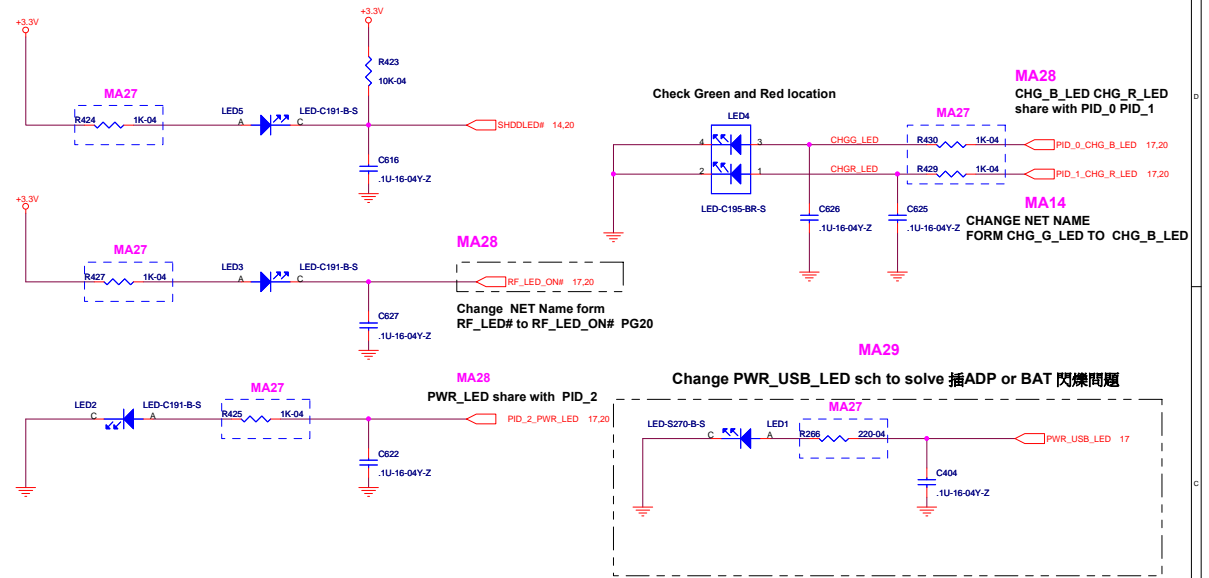 +3.3V
+3.3V
R423
10K-04
MA27
R424 1K-04
LED5 LED-C191-B-S
A C
SHDDLED# 14,20
C616
.1U-16-04Y-Z
+3.3V
MA27
R427 1K-04
LED3 LED-C191-B-S
A C
MA28
RF_LED_ON# 17,20
Change NET Name form
RF_LED# to RF_LED_ON# PG20
C627
.1U-16-04Y-Z
LED2 LED-C191-B-S
C A
MA27
R425 1K-04
MA28
PWR_LED share with PID_2
PID_2_PWR_LED 17,20
C622
.1U-16-04Y-Z
Check Green and Red location
LED4
4 3
2 1
LED-C195-BR-S
CHGG_LED
CHGR_LED
MA27
R430 1K-04
R429 1K-04
MA28
CHG_B_LED CHG_R_LED
share with PID_0 PID_1
PID_0_CHG_B_LED 17,20
PID_1_CHG_R_LED 17,20
MA14
CHANGE NET NAME
FORM CHG_G_LED TO CHG_B_LED
C626
.1U-16-04Y-Z
C625
.1U-16-04Y-Z
MA29
Change PWR_USB_LED sch to solve 插ADP or BAT 閃爍問題
MA27
LED-S270-B-S LED1
C A
R266 220-04
PWR_USB_LED 17
C404
.1U-16-04Y-Z
D
C